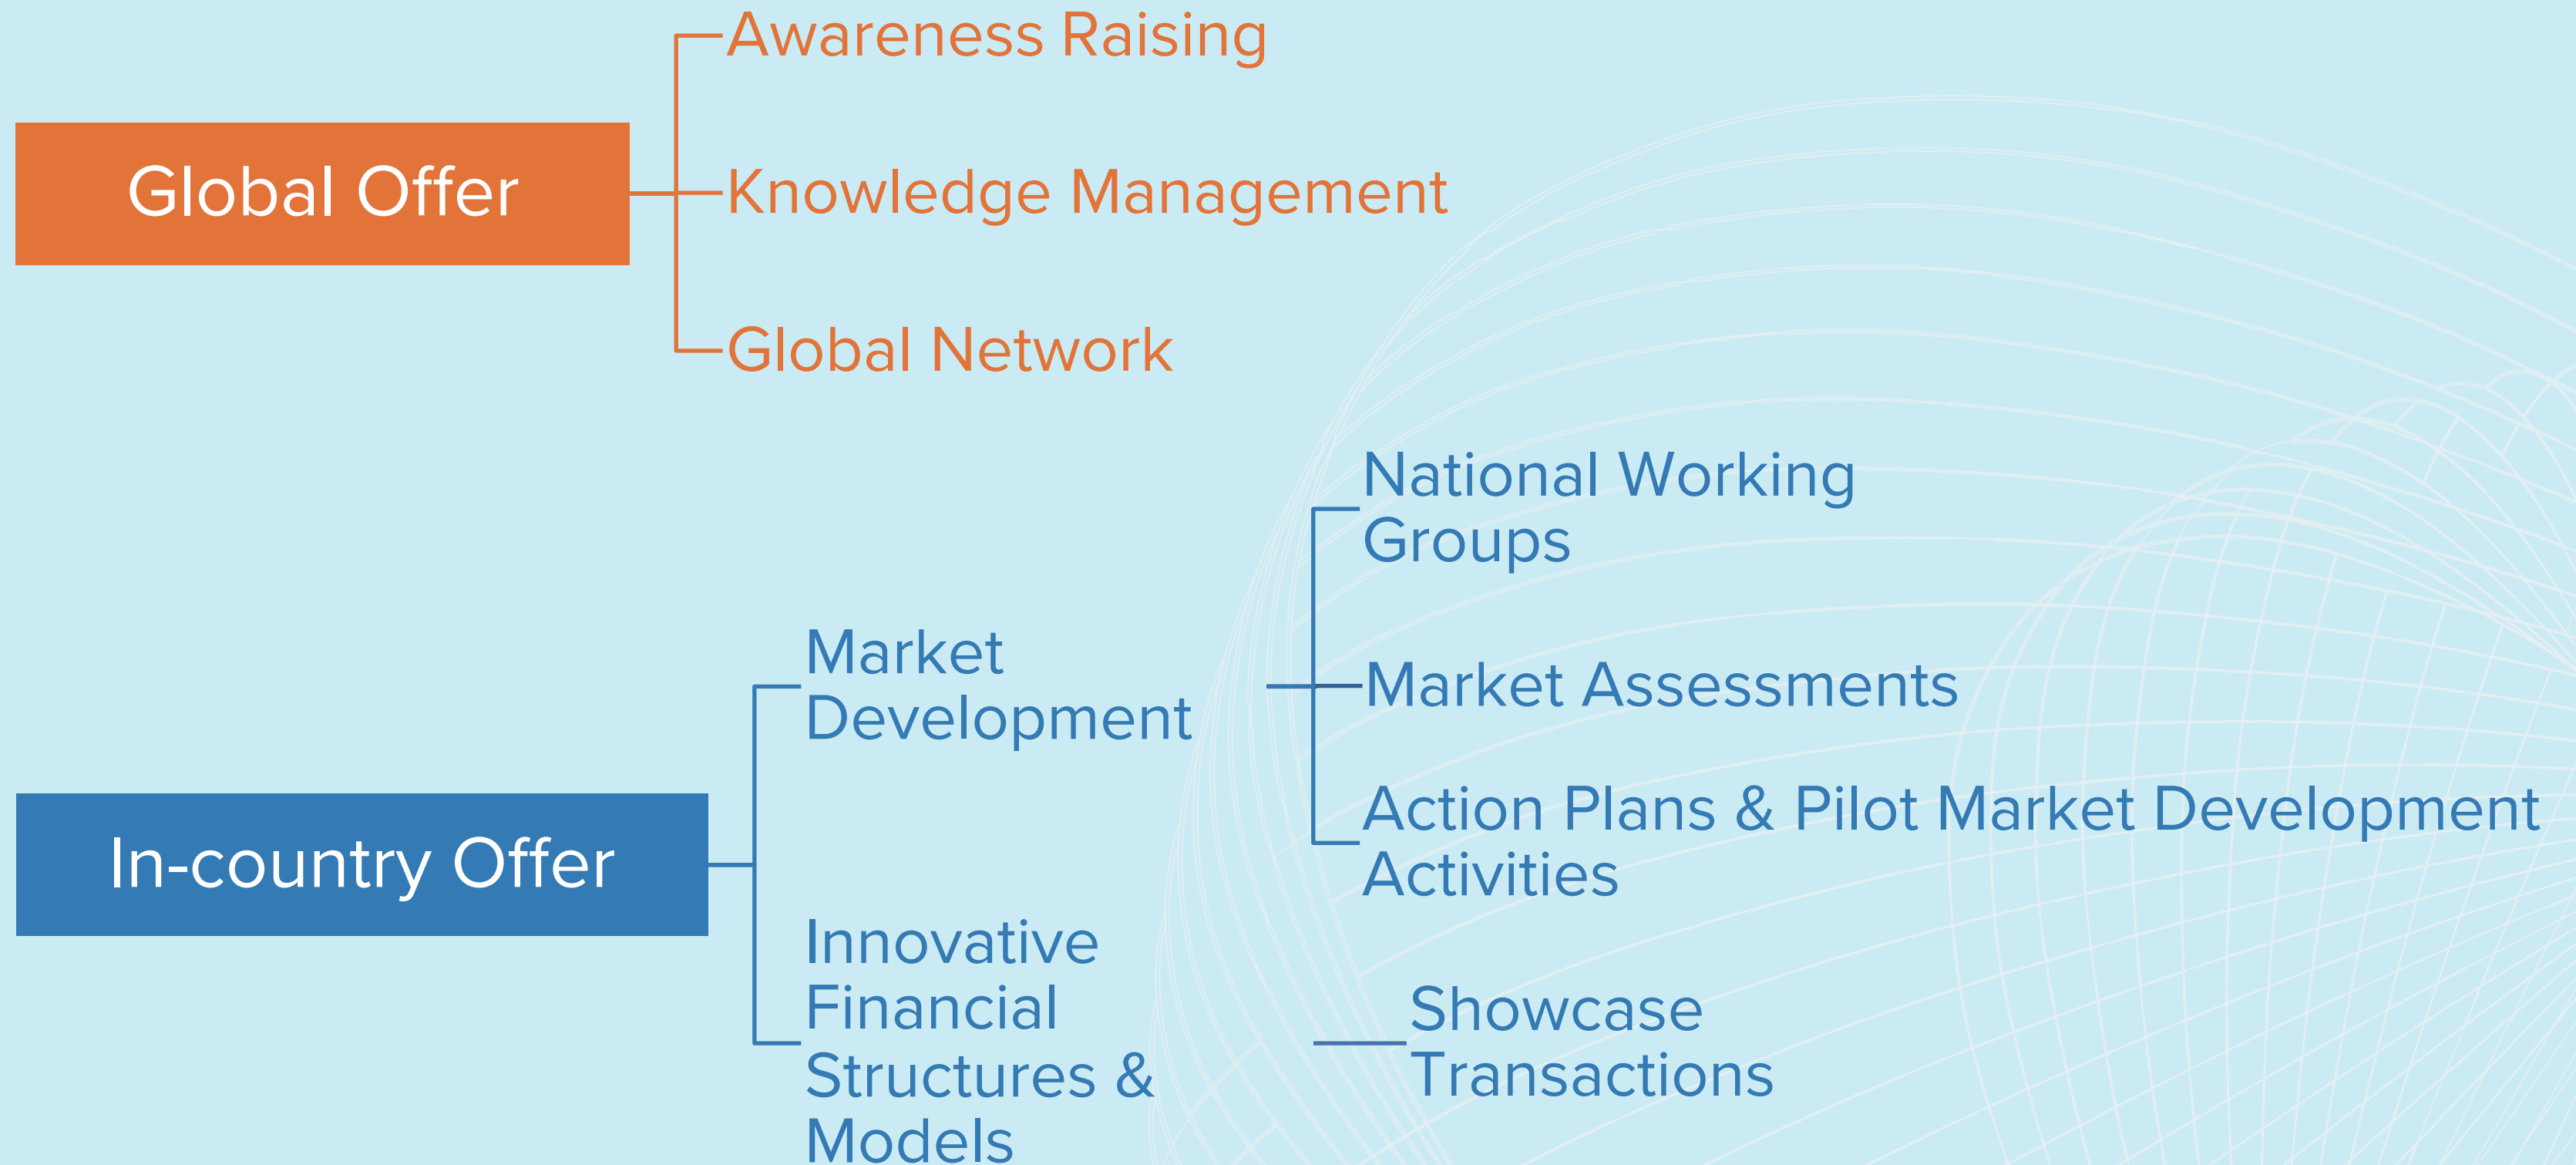 Awareness Raising
Global Offer
Knowledge Management
Global Network
In-country Offer
Market
Development
National Working
Groups
Market Assessments
Action Plans & Pilot Market Development
Activities
Innovative
Financial
Structures &
Models
Showcase
Transactions